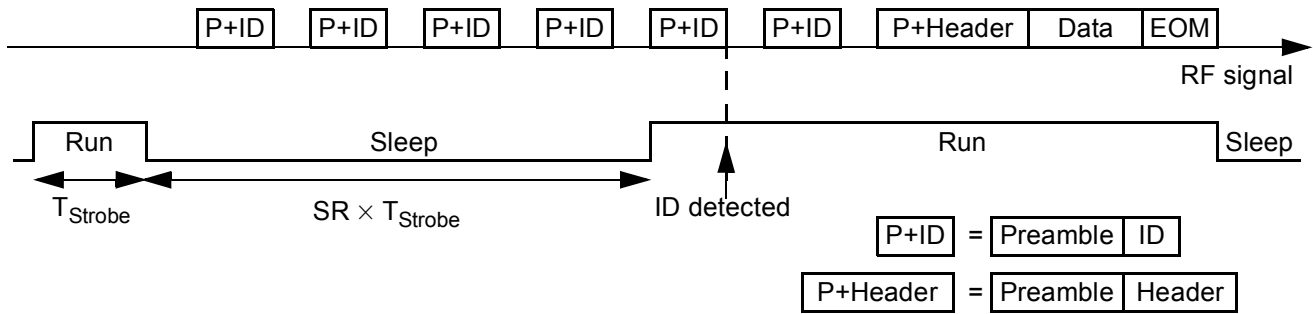 P+ID P+ID P+ID P+ID P+ID P+ID P+Header Data EOM
RF signal
Run Sleep Run Sleep
TStrobe SR × TStrobe ID detected
P+ID = Preamble ID
P+Header = Preamble Header